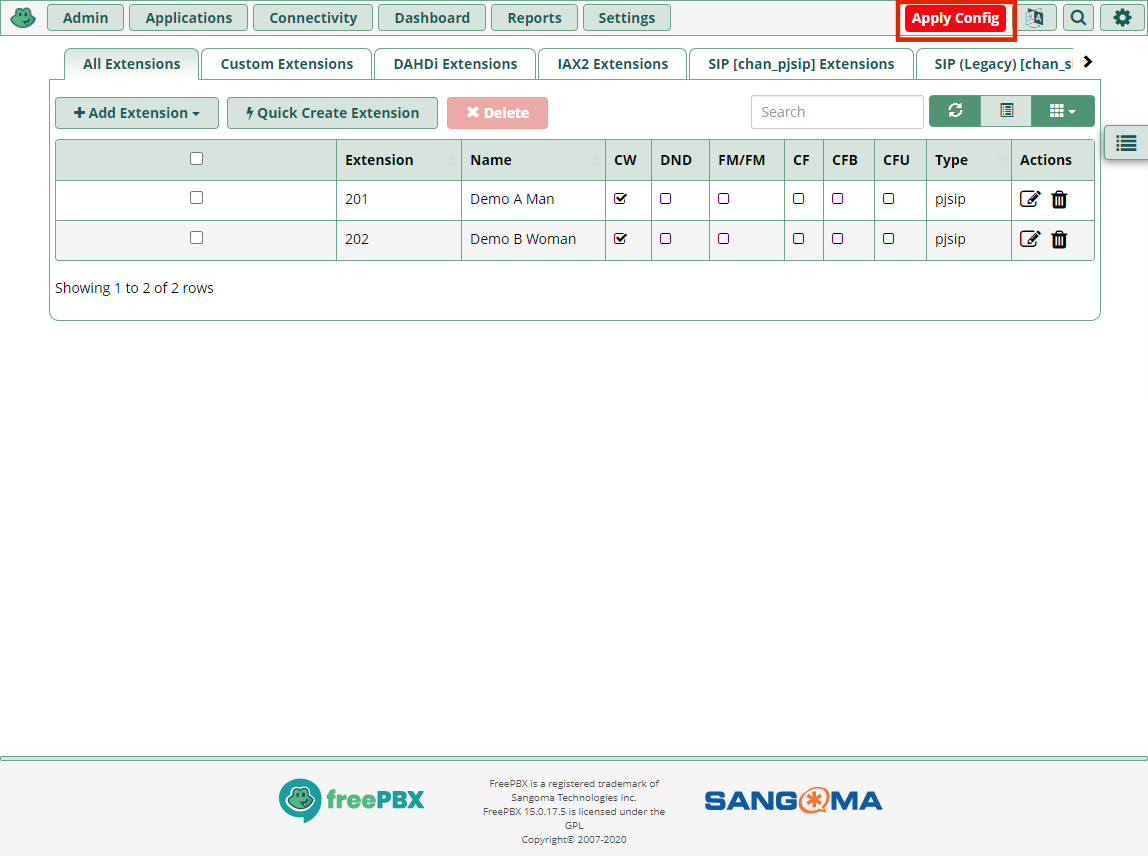 Admin Applications Connectivity Dashboard Reports Settings Apply Config
All Extensions Custom Extensions DAHDi Extensions IAX2 Extensions SIP [chan_pjsip] Extensions SIP (Legacy) [chan_s
Add Extension Quick Create Extension Delete Search
Extension Name CW DND FM/FM CF CFB CFU Type Actions
201 Demo A Man pjsip
202 Demo B Woman pjsip
Showing 1 to 2 of 2 rows
freePBX
FreePBX is a registered trademark of
Sangoma Technologies Inc.
FreePBX 15.0.17.5 is licensed under the
GPL
Copyright© 2007-2020
SANGOMA